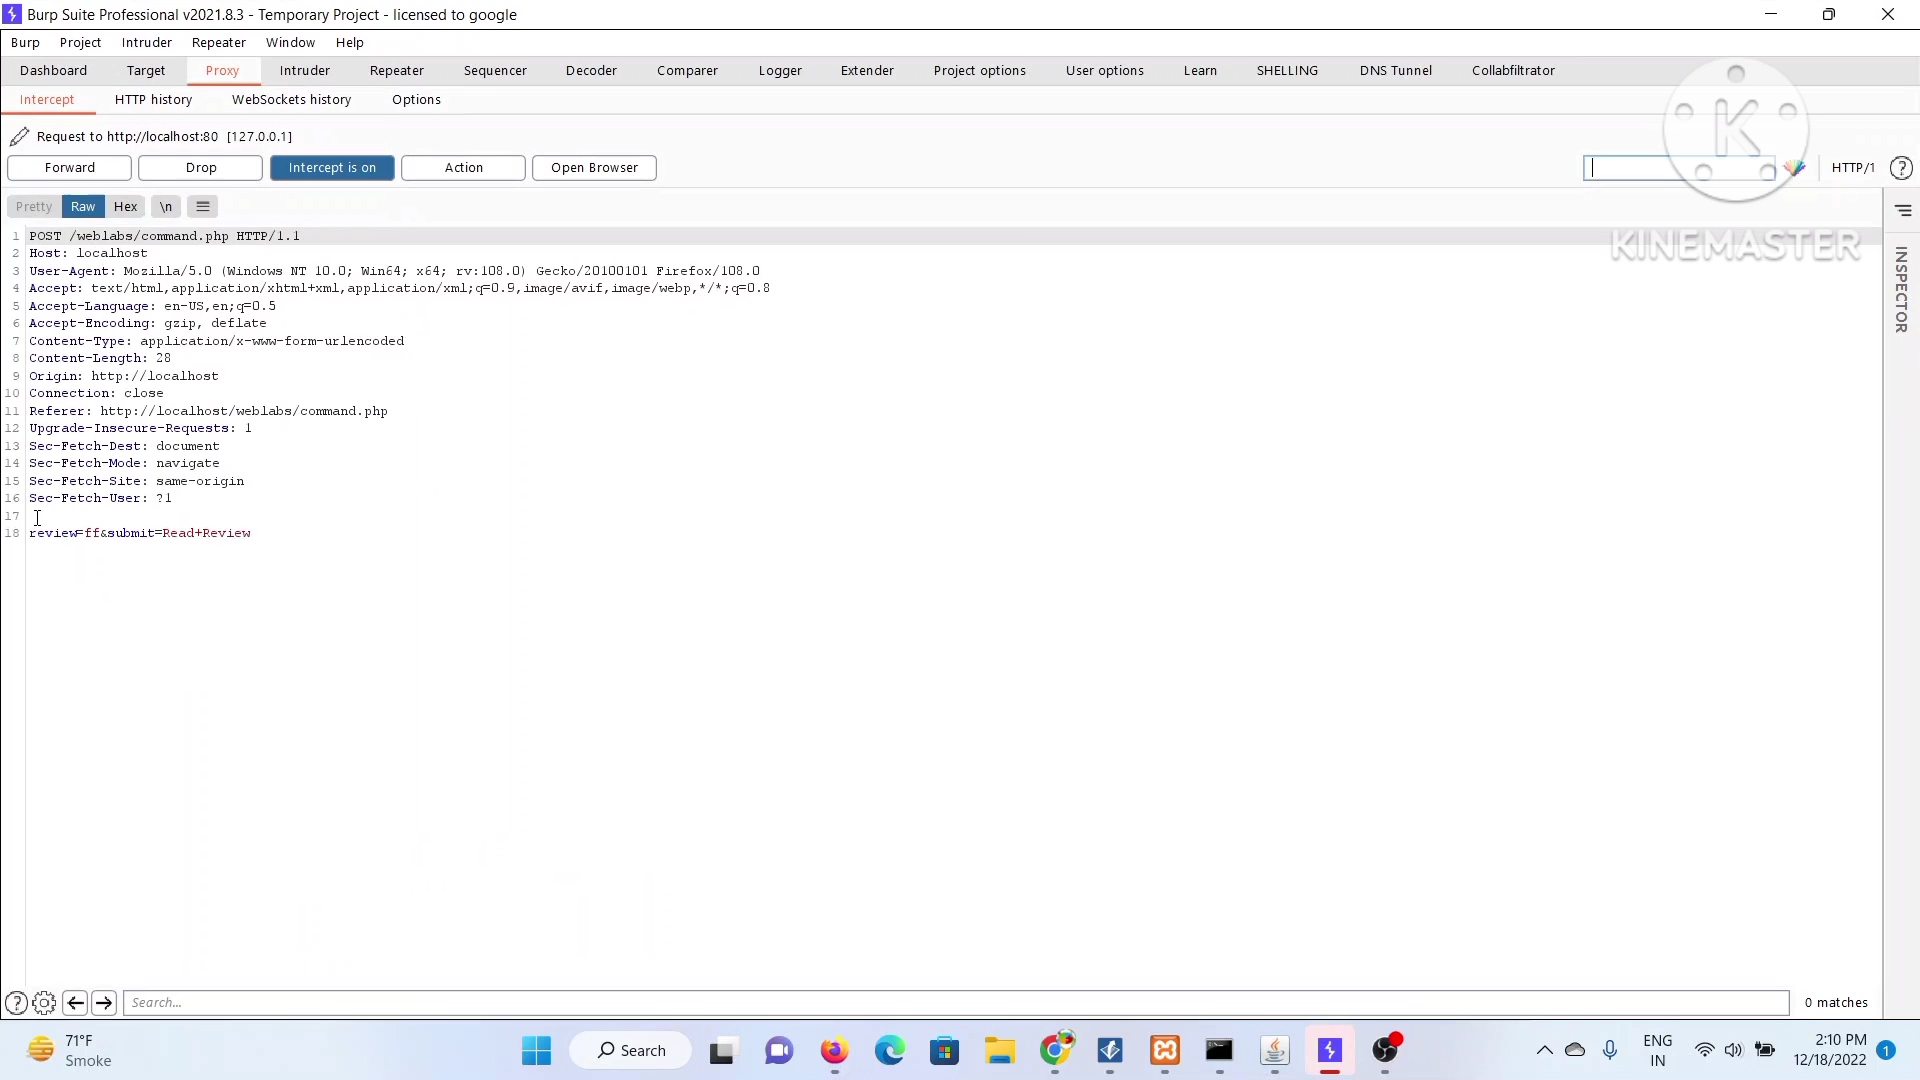 Burp Suite Professional v2021.8.3 - Temporary Project - licensed to google
Burp Project Intruder Repeater Window Help
Dashboard Target Proxy Intruder Repeater Sequencer Decoder Comparer Logger Extender Project options User options Learn SHELLING DNS Tunnel Collabfiltrator
Intercept HTTP history WebSockets history Options
Request to http://localhost:80 [127.0.0.1]
Forward Drop Intercept is on Action Open Browser HTTP/1 ?
K
KINEMASTER
Pretty Raw Hex \n
INSPECTOR
1 POST /weblabs/command.php HTTP/1.1
2 Host: localhost
3 User-Agent: Mozilla/5.0 (Windows NT 10.0; Win64; x64; rv:108.0) Gecko/20100101 Firefox/108.0
4 Accept: text/html,application/xhtml+xml,application/xml;q=0.9,image/avif,image/webp,*/*;q=0.8
5 Accept-Language: en-US,en;q=0.5
6 Accept-Encoding: gzip, deflate
7 Content-Type: application/x-www-form-urlencoded
8 Content-Length: 28
9 Origin: http://localhost
10 Connection: close
11 Referer: http://localhost/weblabs/command.php
12 Upgrade-Insecure-Requests: 1
13 Sec-Fetch-Dest: document
14 Sec-Fetch-Mode: navigate
15 Sec-Fetch-Site: same-origin
16 Sec-Fetch-User: ?1
17
18 review=ff&submit=Read+Review
? Search... 0 matches
71°F
Smoke
Search
ENG
IN
2:10 PM
12/18/2022
1